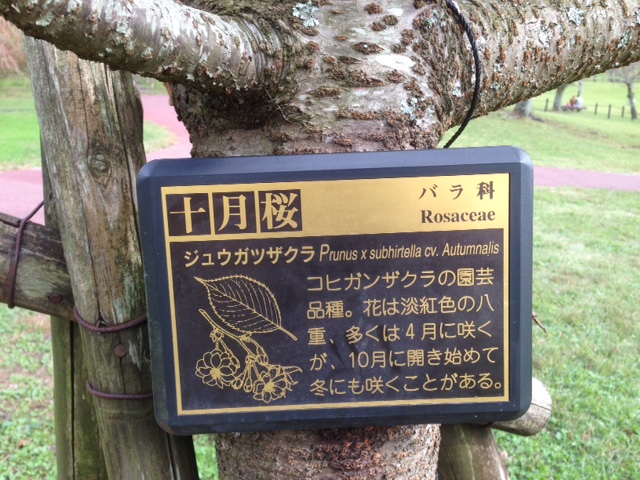 十月桜
バラ科
Rosaceae
ジュウガツザクラ Prunus x subhirtella cv. Autumnalis
コヒガンザクラの園芸
品種。花は淡紅色の八
重、多くは4月に咲く
が、10月に開き始めて
冬にも咲くことがある。